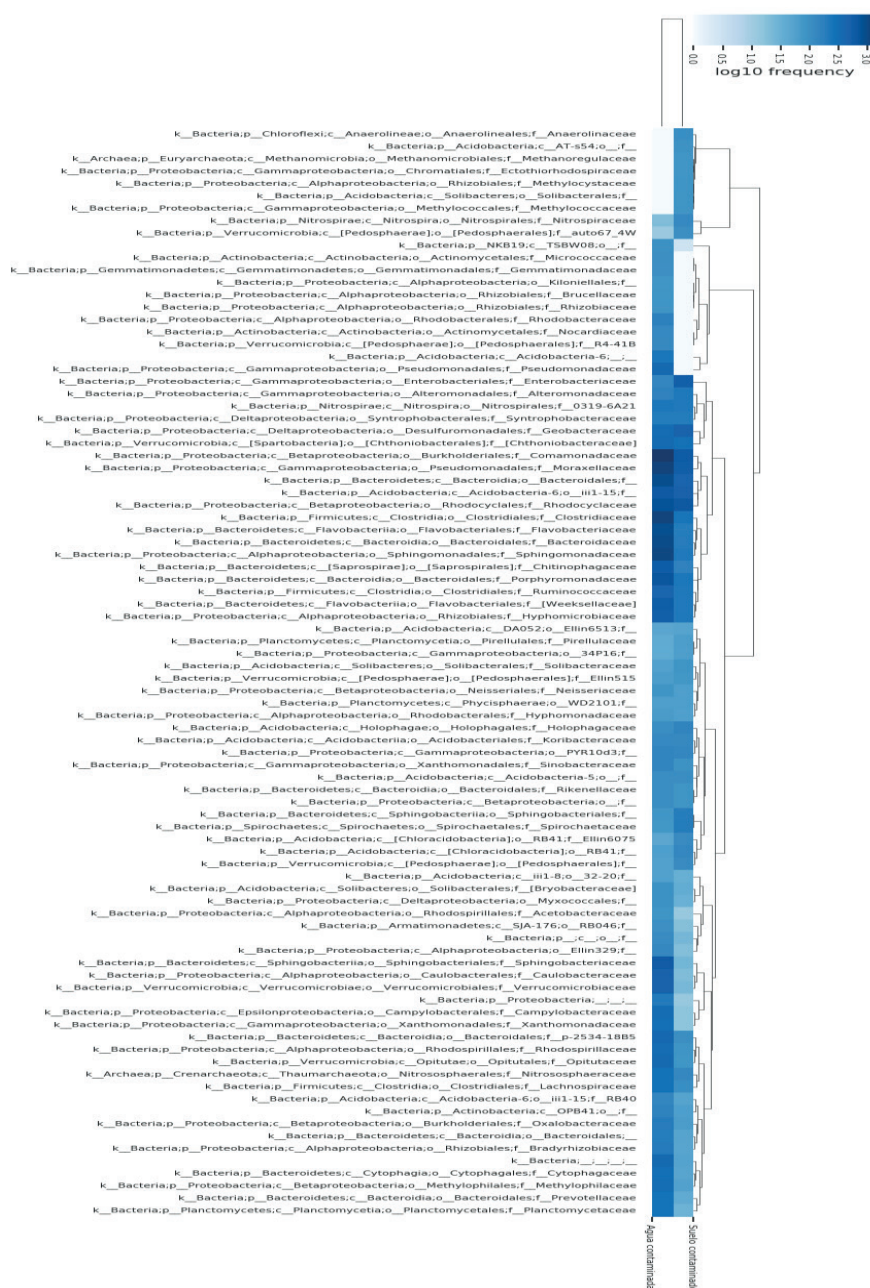 0.0 0.5 1.0 1.5 2.0 2.5 3.0
log10 frequency
k__Bacteria;p__Chloroflexi;c__Anaerolineae;o__Anaerolineales;f__Anaerolinaceae
k__Bacteria;p__Acidobacteria;c__AT-s54;o__;f__
k__Archaea;p__Euryarchaeota;c__Methanomicrobia;o__Methanomicrobiales;f__Methanoregulaceae
k__Bacteria;p__Proteobacteria;c__Gammaproteobacteria;o__Chromatiales;f__Ectothiorhodospiraceae
k__Bacteria;p__Proteobacteria;c__Alphaproteobacteria;o__Rhizobiales;f__Methylocystaceae
k__Bacteria;p__Acidobacteria;c__Solibacteres;o__Solibacterales;f__
k__Bacteria;p__Proteobacteria;c__Gammaproteobacteria;o__Methylococcales;f__Methylococcaceae
k__Bacteria;p__Nitrospirae;c__Nitrospira;o__Nitrospirales;f__Nitrospiraceae
k__Bacteria;p__Verrucomicrobia;c__[Pedosphaerae];o__[Pedosphaerales];f__auto67_4W
k__Bacteria;p__NKB19;c__TSBW08;o__;f__
k__Bacteria;p__Actinobacteria;c__Actinobacteria;o__Actinomycetales;f__Micrococcaceae
k__Bacteria;p__Gemmatimonadetes;c__Gemmatimonadetes;o__Gemmatimonadales;f__Gemmatimonadaceae
k__Bacteria;p__Proteobacteria;c__Alphaproteobacteria;o__Kiloniellales;f__
k__Bacteria;p__Proteobacteria;c__Alphaproteobacteria;o__Rhizobiales;f__Brucellaceae
k__Bacteria;p__Proteobacteria;c__Alphaproteobacteria;o__Rhizobiales;f__Rhizobiaceae
k__Bacteria;p__Proteobacteria;c__Alphaproteobacteria;o__Rhodobacterales;f__Rhodobacteraceae
k__Bacteria;p__Actinobacteria;c__Actinobacteria;o__Actinomycetales;f__Nocardiaceae
k__Bacteria;p__Verrucomicrobia;c__[Pedosphaerae];o__[Pedosphaerales];f__R4-41B
k__Bacteria;p__Acidobacteria;c__Acidobacteria-6;__;__
k__Bacteria;p__Proteobacteria;c__Gammaproteobacteria;o__Pseudomonadales;f__Pseudomonadaceae
k__Bacteria;p__Proteobacteria;c__Gammaproteobacteria;o__Enterobacteriales;f__Enterobacteriaceae
k__Bacteria;p__Proteobacteria;c__Gammaproteobacteria;o__Alteromonadales;f__Alteromonadaceae
k__Bacteria;p__Nitrospirae;c__Nitrospira;o__Nitrospirales;f__0319-6A21
k__Bacteria;p__Proteobacteria;c__Deltaproteobacteria;o__Syntrophobacterales;f__Syntrophobacteraceae
k__Bacteria;p__Proteobacteria;c__Deltaproteobacteria;o__Desulfuromonadales;f__Geobacteraceae
k__Bacteria;p__Verrucomicrobia;c__[Spartobacteria];o__[Chthoniobacterales];f__[Chthoniobacteraceae]
k__Bacteria;p__Proteobacteria;c__Betaproteobacteria;o__Burkholderiales;f__Comamonadaceae
k__Bacteria;p__Proteobacteria;c__Gammaproteobacteria;o__Pseudomonadales;f__Moraxellaceae
k__Bacteria;p__Bacteroidetes;c__Bacteroidia;o__Bacteroidales;f__
k__Bacteria;p__Acidobacteria;c__Acidobacteria-6;o__iii1-15;f__
k__Bacteria;p__Proteobacteria;c__Betaproteobacteria;o__Rhodocyclales;f__Rhodocyclaceae
k__Bacteria;p__Firmicutes;c__Clostridia;o__Clostridiales;f__Clostridiaceae
k__Bacteria;p__Bacteroidetes;c__Flavobacteriia;o__Flavobacteriales;f__Flavobacteriaceae
k__Bacteria;p__Bacteroidetes;c__Bacteroidia;o__Bacteroidales;f__Bacteroidaceae
k__Bacteria;p__Proteobacteria;c__Alphaproteobacteria;o__Sphingomonadales;f__Sphingomonadaceae
k__Bacteria;p__Bacteroidetes;c__[Saprospirae];o__[Saprospirales];f__Chitinophagaceae
k__Bacteria;p__Bacteroidetes;c__Bacteroidia;o__Bacteroidales;f__Porphyromonadaceae
k__Bacteria;p__Firmicutes;c__Clostridia;o__Clostridiales;f__Ruminococcaceae
k__Bacteria;p__Bacteroidetes;c__Flavobacteriia;o__Flavobacteriales;f__[Weeksellaceae]
k__Bacteria;p__Proteobacteria;c__Alphaproteobacteria;o__Rhizobiales;f__Hyphomicrobiaceae
k__Bacteria;p__Acidobacteria;c__DA052;o__Ellin6513;f__
k__Bacteria;p__Planctomycetes;c__Planctomycetia;o__Pirellulales;f__Pirellulaceae
k__Bacteria;p__Proteobacteria;c__Gammaproteobacteria;o__34P16;f__
k__Bacteria;p__Acidobacteria;c__Solibacteres;o__Solibacterales;f__Solibacteraceae
k__Bacteria;p__Verrucomicrobia;c__[Pedosphaerae];o__[Pedosphaerales];f__Ellin515
k__Bacteria;p__Proteobacteria;c__Betaproteobacteria;o__Neisseriales;f__Neisseriaceae
k__Bacteria;p__Planctomycetes;c__Phycisphaerae;o__WD2101;f__
k__Bacteria;p__Proteobacteria;c__Alphaproteobacteria;o__Rhodobacterales;f__Hyphomonadaceae
k__Bacteria;p__Acidobacteria;c__Holophagae;o__Holophagales;f__Holophagaceae
k__Bacteria;p__Acidobacteria;c__Acidobacteriia;o__Acidobacteriales;f__Koribacteraceae
k__Bacteria;p__Proteobacteria;c__Gammaproteobacteria;o__PYR10d3;f__
k__Bacteria;p__Proteobacteria;c__Gammaproteobacteria;o__Xanthomonadales;f__Sinobacteraceae
k__Bacteria;p__Acidobacteria;c__Acidobacteria-5;o__;f__
k__Bacteria;p__Bacteroidetes;c__Bacteroidia;o__Bacteroidales;f__Rikenellaceae
k__Bacteria;p__Proteobacteria;c__Betaproteobacteria;o__;f__
k__Bacteria;p__Bacteroidetes;c__Sphingobacteriia;o__Sphingobacteriales;f__
k__Bacteria;p__Spirochaetes;c__Spirochaetes;o__Spirochaetales;f__Spirochaetaceae
k__Bacteria;p__Acidobacteria;c__[Chloracidobacteria];o__RB41;f__Ellin6075
k__Bacteria;p__Acidobacteria;c__[Chloracidobacteria];o__RB41;f__
k__Bacteria;p__Verrucomicrobia;c__[Pedosphaerae];o__[Pedosphaerales];f__
k__Bacteria;p__Acidobacteria;c__iii1-8;o__32-20;f__
k__Bacteria;p__Acidobacteria;c__Solibacteres;o__Solibacterales;f__[Bryobacteraceae]
k__Bacteria;p__Proteobacteria;c__Deltaproteobacteria;o__Myxococcales;f__
k__Bacteria;p__Proteobacteria;c__Alphaproteobacteria;o__Rhodospirillales;f__Acetobacteraceae
k__Bacteria;p__Armatimonadetes;c__SJA-176;o__RB046;f__
k__Bacteria;p__;c__;o__;f__
k__Bacteria;p__Proteobacteria;c__Alphaproteobacteria;o__Ellin329;f__
k__Bacteria;p__Bacteroidetes;c__Sphingobacteriia;o__Sphingobacteriales;f__Sphingobacteriaceae
k__Bacteria;p__Proteobacteria;c__Alphaproteobacteria;o__Caulobacterales;f__Caulobacteraceae
k__Bacteria;p__Verrucomicrobia;c__Verrucomicrobiae;o__Verrucomicrobiales;f__Verrucomicrobiaceae
k__Bacteria;p__Proteobacteria;__;__;__
k__Bacteria;p__Proteobacteria;c__Epsilonproteobacteria;o__Campylobacterales;f__Campylobacteraceae
k__Bacteria;p__Proteobacteria;c__Gammaproteobacteria;o__Xanthomonadales;f__Xanthomonadaceae
k__Bacteria;p__Bacteroidetes;c__Bacteroidia;o__Bacteroidales;f__p-2534-18B5
k__Bacteria;p__Proteobacteria;c__Alphaproteobacteria;o__Rhodospirillales;f__Rhodospirillaceae
k__Bacteria;p__Verrucomicrobia;c__Opitutae;o__Opitutales;f__Opitutaceae
k__Archaea;p__Crenarchaeota;c__Thaumarchaeota;o__Nitrososphaerales;f__Nitrososphaeraceae
k__Bacteria;p__Firmicutes;c__Clostridia;o__Clostridiales;f__Lachnospiraceae
k__Bacteria;p__Acidobacteria;c__Acidobacteria-6;o__iii1-15;f__RB40
k__Bacteria;p__Actinobacteria;c__OPB41;o__;f__
k__Bacteria;p__Proteobacteria;c__Betaproteobacteria;o__Burkholderiales;f__Oxalobacteraceae
k__Bacteria;p__Bacteroidetes;c__Bacteroidia;o__Bacteroidales;__
k__Bacteria;p__Proteobacteria;c__Alphaproteobacteria;o__Rhizobiales;f__Bradyrhizobiaceae
k__Bacteria;__;__;__;__
k__Bacteria;p__Bacteroidetes;c__Cytophagia;o__Cytophagales;f__Cytophagaceae
k__Bacteria;p__Proteobacteria;c__Betaproteobacteria;o__Methylophilales;f__Methylophilaceae
k__Bacteria;p__Bacteroidetes;c__Bacteroidia;o__Bacteroidales;f__Prevotellaceae
k__Bacteria;p__Planctomycetes;c__Planctomycetia;o__Planctomycetales;f__Planctomycetaceae
Agua contaminada
Suelo contaminado